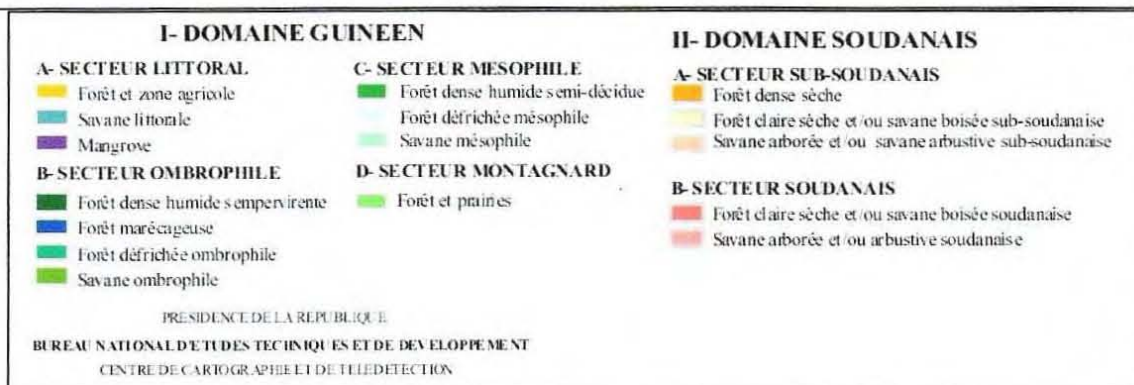 I- DOMAINE GUINEEN
A- SECTEUR LITTORAL
Forêt et zone agricole
Savane littorale
Mangrove
B- SECTEUR OMBROPHILE
Forêt dense humide sempervirente
Forêt marécageuse
Forêt défrichée ombrophile
Savane ombrophile
C- SECTEUR MESOPHILE
Forêt dense humide semi-décidue
Forêt défrichée mésophile
Savane mésophile
D- SECTEUR MONTAGNARD
Forêt et prairies
II- DOMAINE SOUDANAIS
A- SECTEUR SUB-SOUDANAIS
Forêt dense sèche
Forêt claire sèche et/ou savane boisée sub-soudanaise
Savane arborée et/ou savane arbustive sub-soudanaise
B- SECTEUR SOUDANAIS
Forêt claire sèche et/ou savane boisée soudanaise
Savane arborée et/ou arbustive soudanaise
PRESIDENCE DE LA REPUBLIQUE
BUREAU NATIONAL D'ETUDES TECHNIQUES ET DE DEVELOPPEMENT
CENTRE DE CARTOGRAPHIE ET DE TELEDETECTION